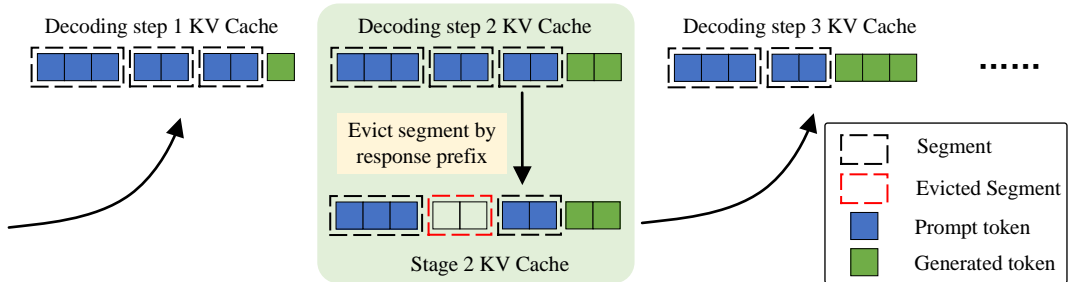 Decoding step 1 KV Cache
Decoding step 2 KV Cache
Decoding step 3 KV Cache
......
Evict segment by
response prefix
Stage 2 KV Cache
Segment
Evicted Segment
Prompt token
Generated token